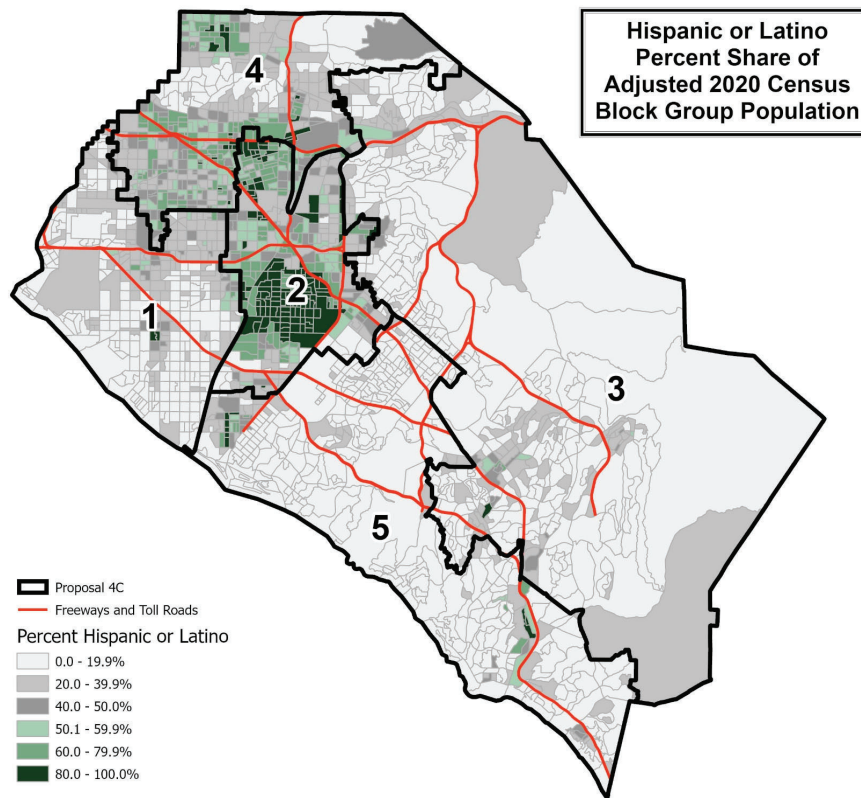 Hispanic or Latino
Percent Share of
Adjusted 2020 Census
Block Group Population
4
2
1
3
5
Proposal 4C
Freeways and Toll Roads
Percent Hispanic or Latino
0.0 - 19.9%
20.0 - 39.9%
40.0 - 50.0%
50.1 - 59.9%
60.0 - 79.9%
80.0 - 100.0%